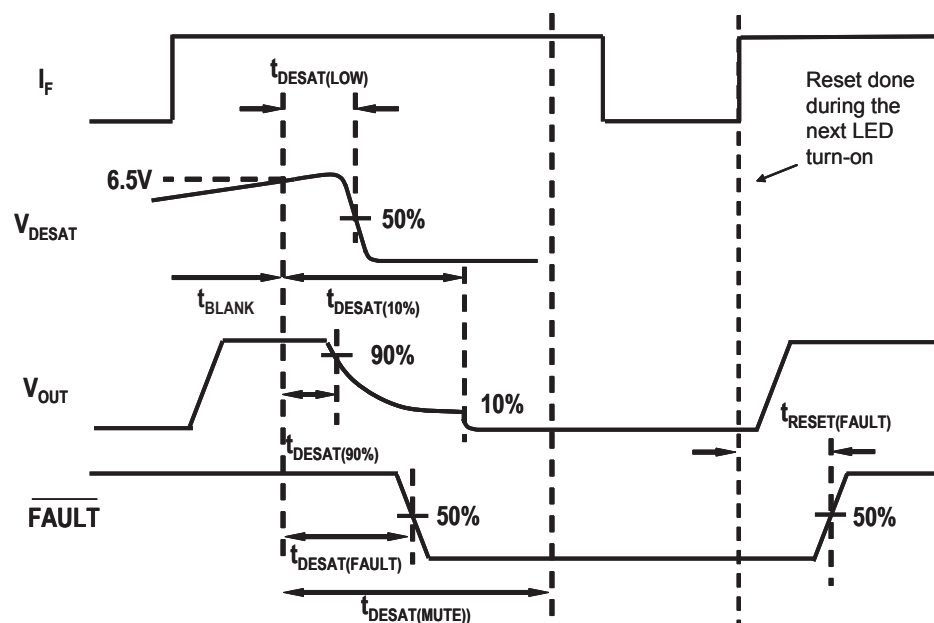 I_F
t_DESAT(LOW)
Reset done
during the
next LED
turn-on
6.5V
V_DESAT
50%
t_BLANK
t_DESAT(10%)
90%
V_OUT
10%
t_RESET(FAULT)
t_DESAT(90%)
FAULT
50%
50%
t_DESAT(FAULT)
t_DESAT(MUTE))